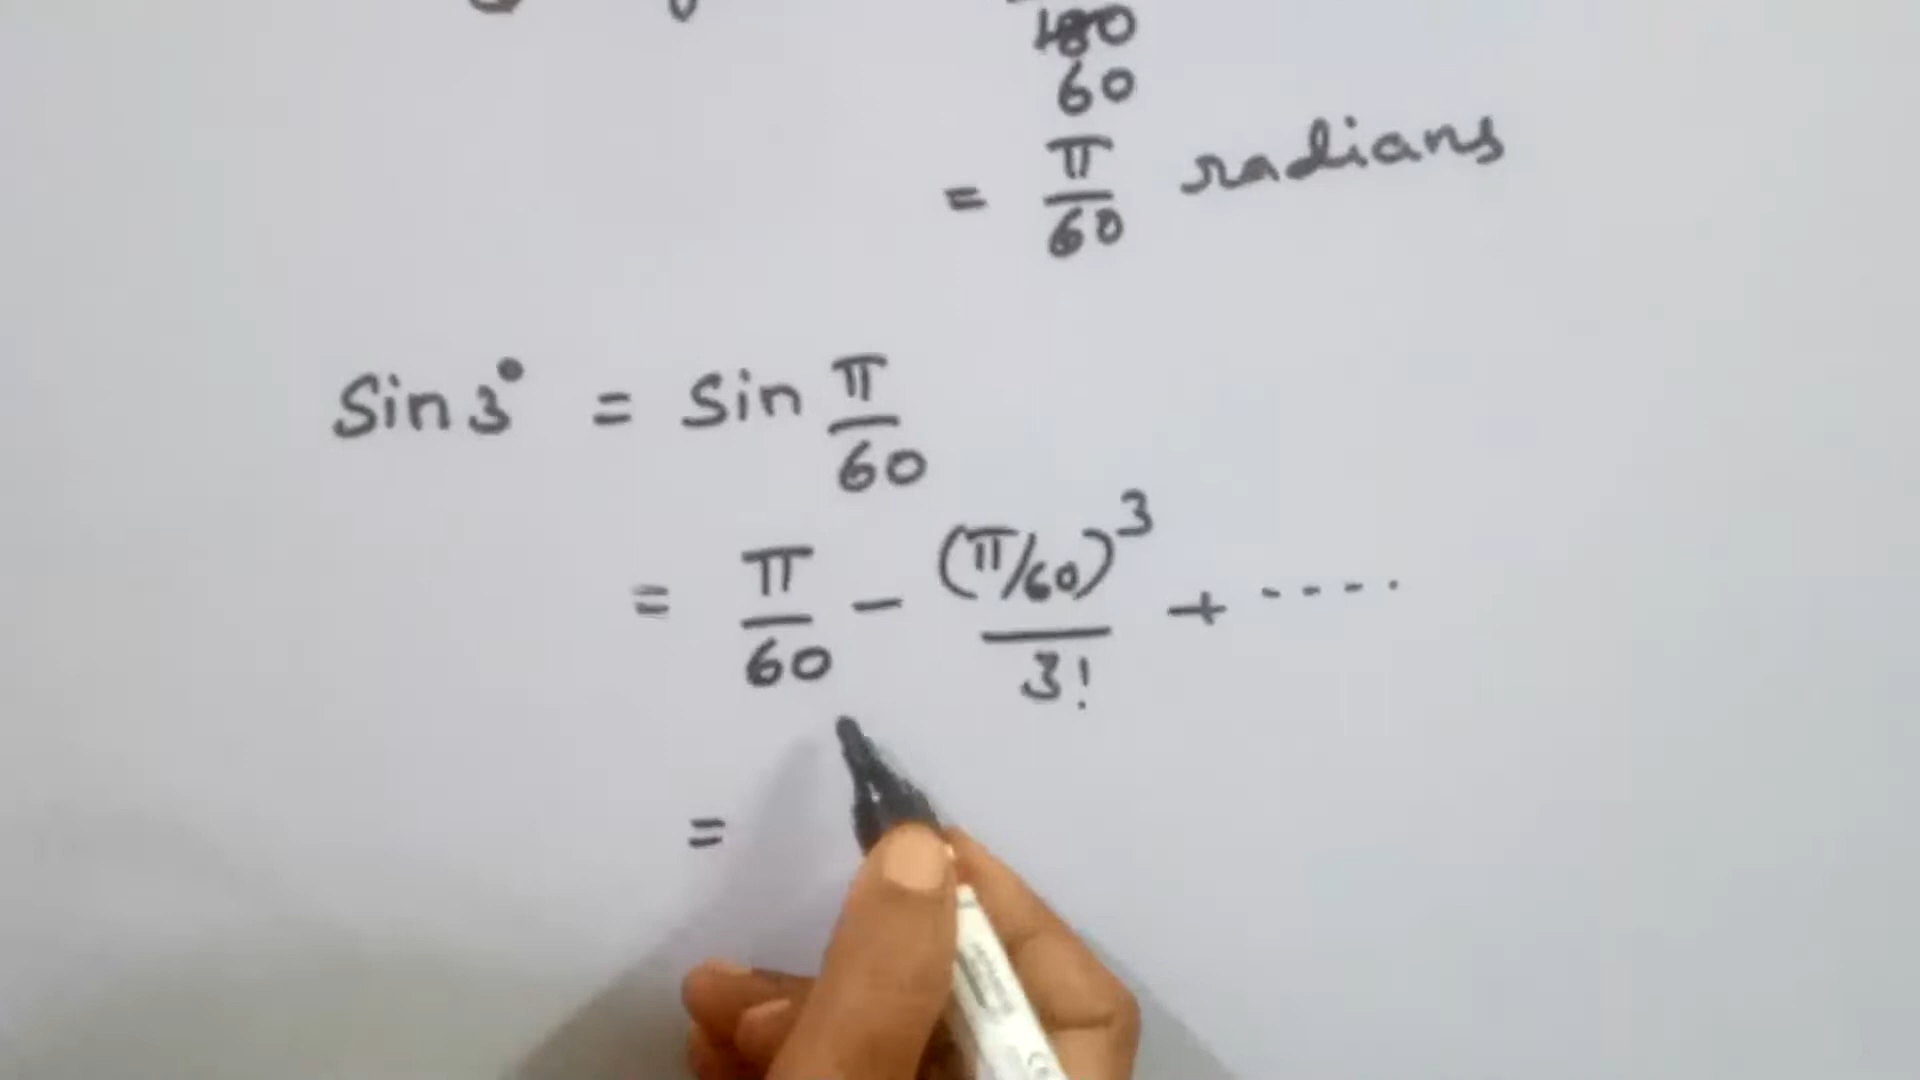 180
60
= π/60 radians
Sin 3° = Sin π/60
= π/60 - (π/60)³/3! + ·····
=